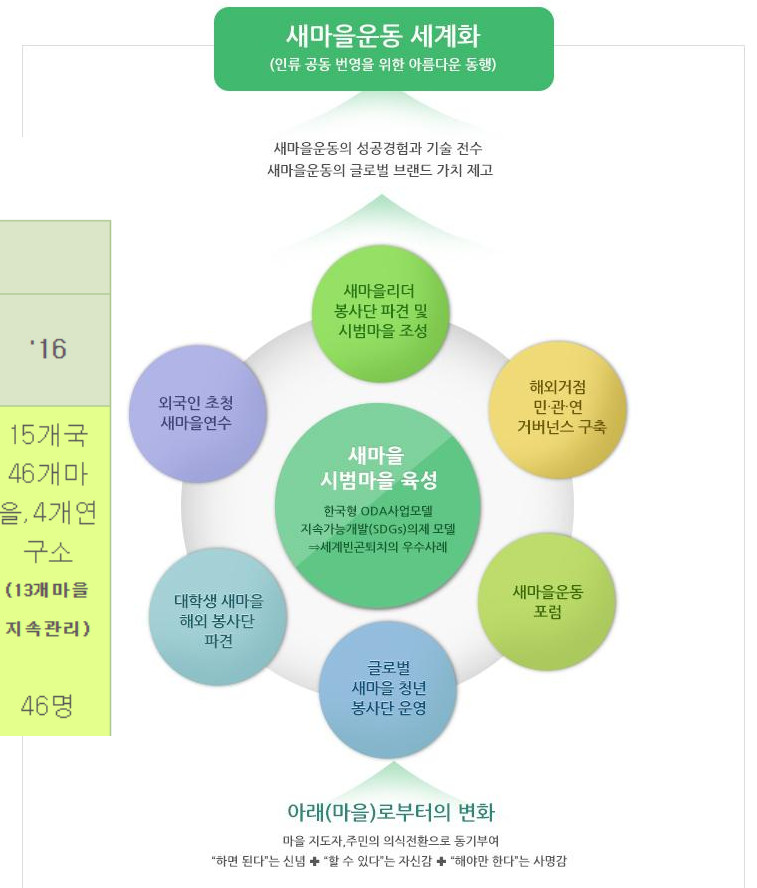 새마을운동 세계화
(인류 공동 번영을 위한 아름다운 동행)
새마을운동의 성공경험과 기술 전수
새마을운동의 글로벌 브랜드 가치 제고
새마을리더
봉사단 파견 및
시범마을 조성
해외거점
민·관·연
거버넌스 구축
외국인 초청
새마을연수
새마을
시범마을 육성
한국형 ODA사업모델
지속가능개발(SDGs)의제 모델
⇒세계빈곤퇴치의 우수사례
새마을운동
포럼
대학생 새마을
해외 봉사단
파견
글로벌
새마을 청년
봉사단 운영
아래(마을)로부터의 변화
마을 지도자,주민의 의식전환으로 동기부여
“하면 된다”는 신념 ✚ “할 수 있다”는 자신감 ✚ “해야만 한다”는 사명감
'16
15개국
46개마
을,4개연
구소
(13개마을
지속관리)
46명